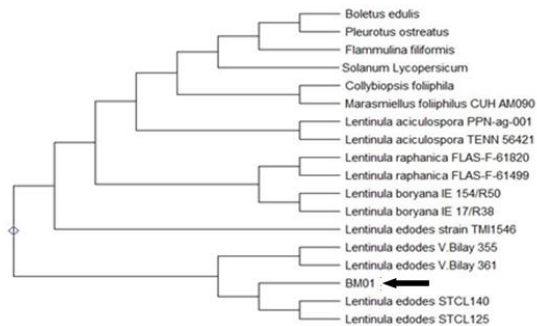 Boletus edulis
Pleurotus ostreatus
Flammulina filiformis
Solanum Lycopersicum
Collybiopsis foliiphila
Marasmiellus foliiphilus CUH AM090
Lentinula aciculospora PPN-ag-001
Lentinula aciculospora TENN 56421
Lentinula raphanica FLAS-F-61820
Lentinula raphanica FLAS-F-61499
Lentinula boryana IE 154/R50
Lentinula boryana IE 17/R38
Lentinula edodes strain TMI1546
Lentinula edodes V.Bilay 355
Lentinula edodes V.Bilay 361
BM01
Lentinula edodes STCL140
Lentinula edodes STCL125